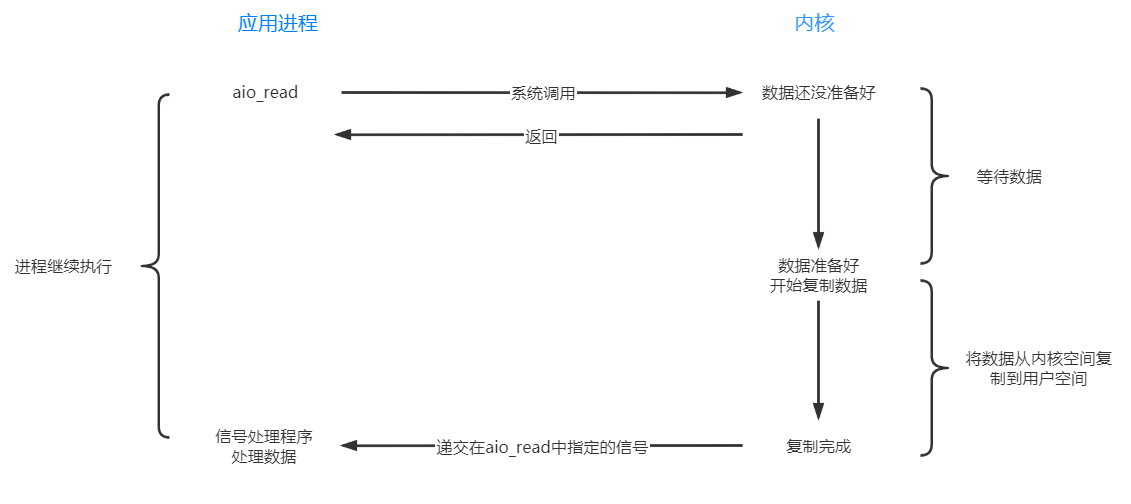 应用进程
内核
aio_read
系统调用
数据还没准备好
返回
等待数据
进程继续执行
数据准备好
开始复制数据
将数据从内核空间复
制到用户空间
信号处理程序
处理数据
递交在aio_read中指定的信号
复制完成